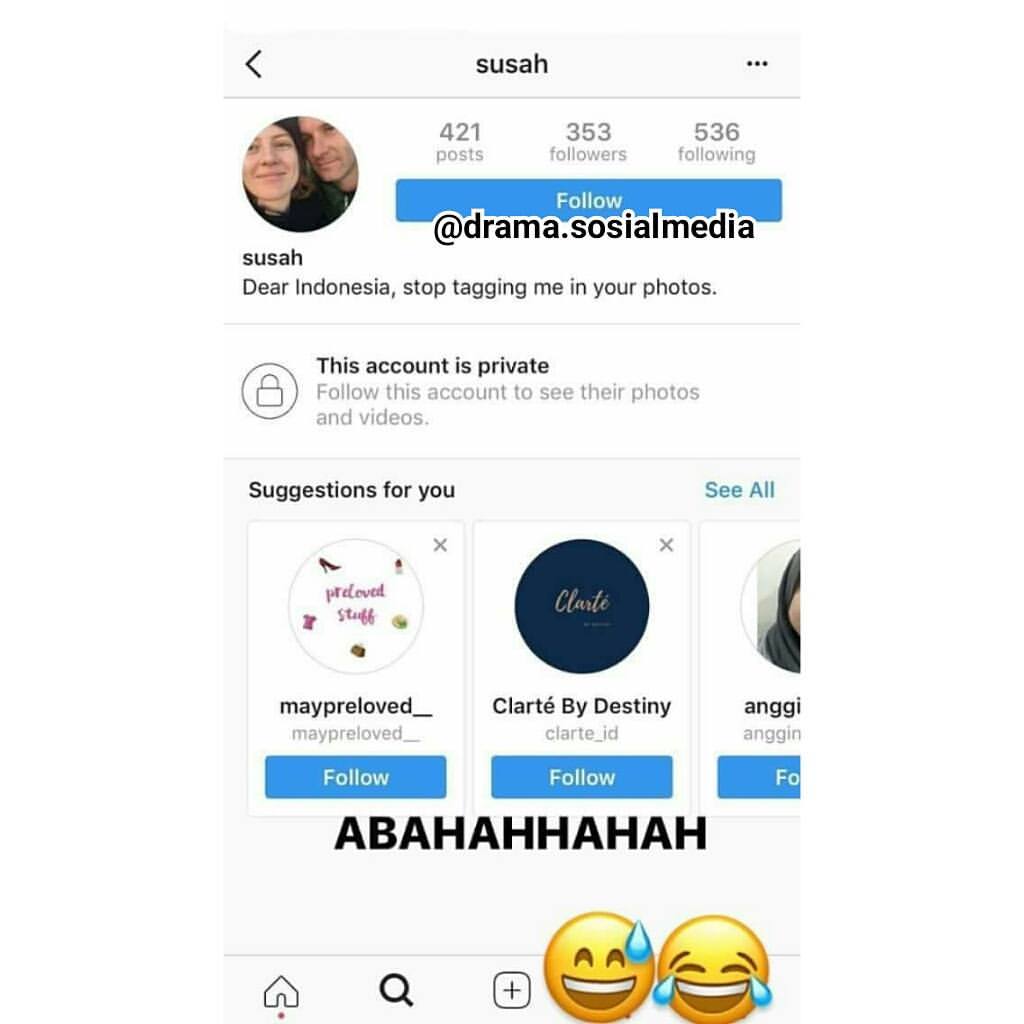 susah
421
353
536
posts
followers
following
Follow
@drama.sosialmedia
susah
Dear Indonesia, stop tagging me in your photos.
This account is private
Follow this account to see their photos
and videos.
Suggestions for you
See All
preloved
stuff
Clarté
maypreloved__
Clarté By Destiny
anggi
maypreloved__
clarte_id
anggin
Follow
Follow
Fo
ABAHAHHAHAH